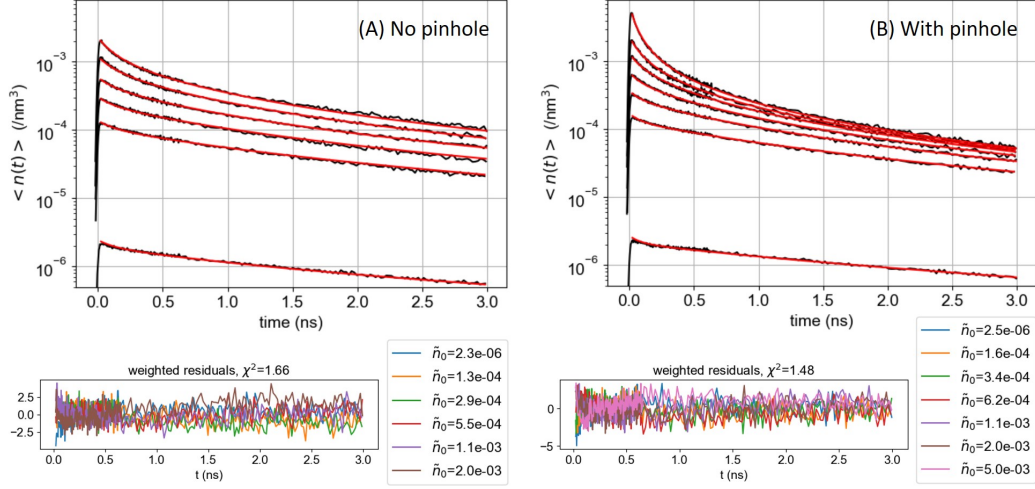 (A) No pinhole
< n(t) > (/nm³)
10⁻³
10⁻⁴
10⁻⁵
10⁻⁶
0.0 0.5 1.0 1.5 2.0 2.5 3.0
time (ns)
weighted residuals, χ²=1.66
2.5
0.0
−2.5
0.0 0.5 1.0 1.5 2.0 2.5 3.0
t (ns)
ñ₀=2.3e-06
ñ₀=1.3e-04
ñ₀=2.9e-04
ñ₀=5.5e-04
ñ₀=1.1e-03
ñ₀=2.0e-03
(B) With pinhole
< n(t) > (/nm³)
10⁻³
10⁻⁴
10⁻⁵
10⁻⁶
0.0 0.5 1.0 1.5 2.0 2.5 3.0
time (ns)
weighted residuals, χ²=1.48
0
−5
0.0 0.5 1.0 1.5 2.0 2.5 3.0
t (ns)
ñ₀=2.5e-06
ñ₀=1.6e-04
ñ₀=3.4e-04
ñ₀=6.2e-04
ñ₀=1.1e-03
ñ₀=2.0e-03
ñ₀=5.0e-03